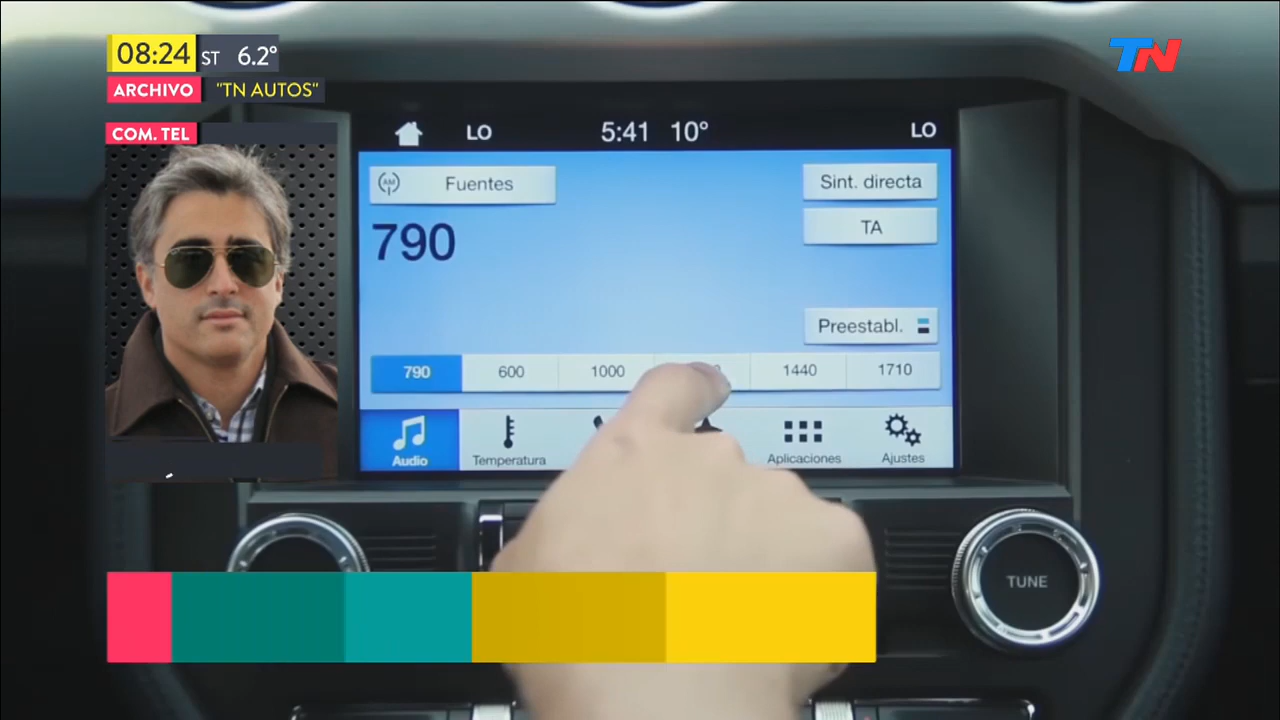 08:24 ST 6.2°
TN
ARCHIVO "TN AUTOS"
COM. TEL
LO 5:41 10° LO
AM Fuentes
Sint. directa
790
TA
Preestabl.
790 600 1000 1440 1710
Audio Temperatura Aplicaciones Ajustes
TUNE